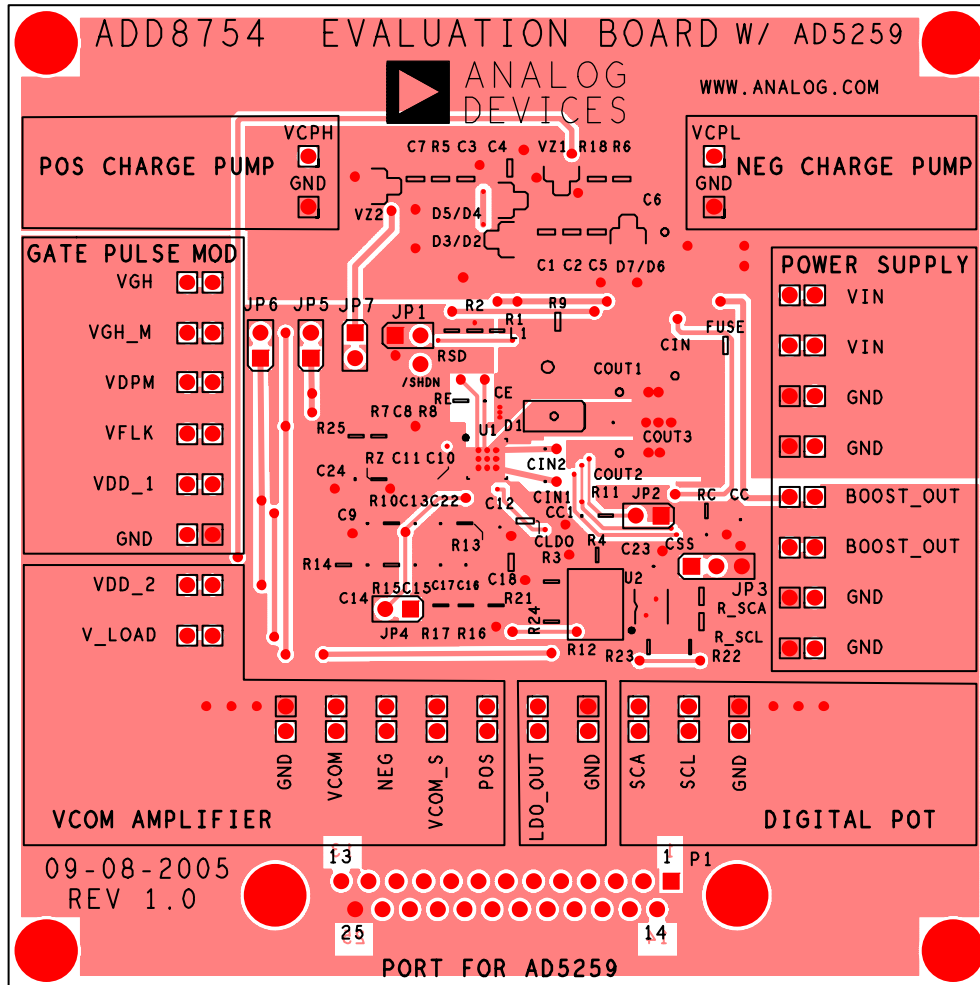 ADD8754 EVALUATION BOARD W/ AD5259
ANALOG
DEVICES
WWW.ANALOG.COM
POS CHARGE PUMP
VCPH
GND
VCPL
GND
NEG CHARGE PUMP
C7 R5 C3 C4 VZ1 R18 R6
VZ2
D5/D4
C6
D3/D2
C1 C2 C5 D7/D6
GATE PULSE MOD
VGH
VGH_M
VDPM
VFLK
VDD_1
GND
VDD_2
V_LOAD
POWER SUPPLY
VIN
VIN
GND
GND
BOOST_OUT
BOOST_OUT
GND
GND
JP6 JP5 JP7
JP1
R2
R1
L1
R9
RSD
/SHDN
CIN
FUSE
COUT1
RE
CE
R7 C8 R8
U1
D1
R25
COUT3
RZ C11 C10
CIN2
C24
COUT2
CIN1
R10 C13 C22
C12
R11
CC1
JP2
RC CC
C9
R13
CLDO
R4
R3
C23
CSS
R14
C18
U2
JP3
R15 C15 C17 C16
R21
C14
R_SCA
JP4
R17 R16
R24
R12
R23
R22
R_SCL
GND
VCOM
NEG
VCOM_S
POS
LDO_OUT
GND
SCA
SCL
GND
VCOM AMPLIFIER
DIGITAL POT
09-08-2005
REV 1.0
13
1
P1
25
14
PORT FOR AD5259